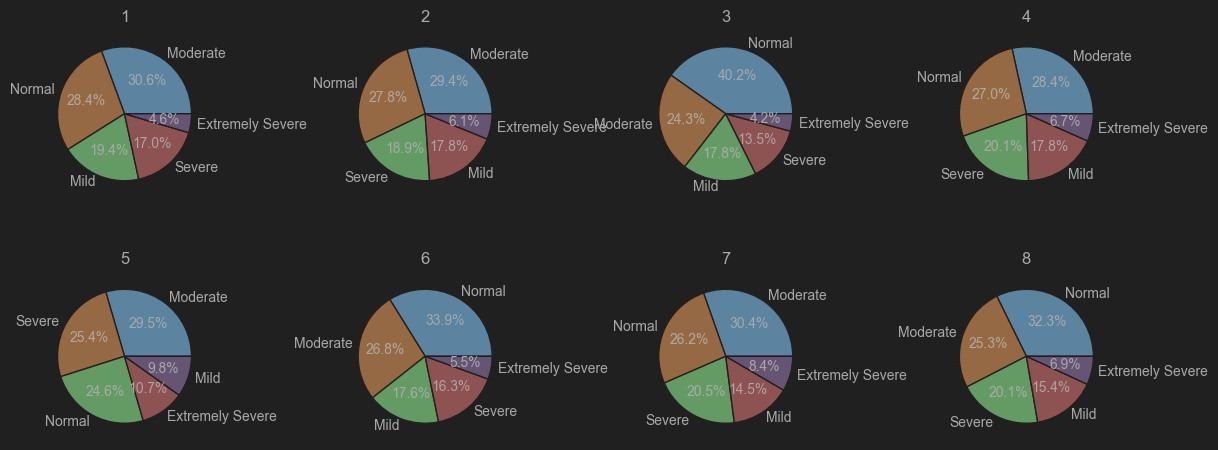 1
Moderate
30.6%
Normal
28.4%
4.6%
Extremely Severe
19.4%
17.0%
Severe
Mild
2
Moderate
29.4%
Normal
27.8%
6.1%
Extremely Severe
18.9%
17.8%
Severe
Mild
3
Normal
40.2%
Moderate
24.3%
4.2%
Extremely Severe
17.8%
13.5%
Severe
Mild
4
Moderate
28.4%
Normal
27.0%
6.7%
Extremely Severe
20.1%
17.8%
Severe
Mild
5
Moderate
29.5%
Severe
25.4%
9.8%
Mild
24.6%
10.7%
Normal
Extremely Severe
6
Normal
33.9%
Moderate
26.8%
5.5%
Extremely Severe
17.6%
16.3%
Severe
Mild
7
Moderate
30.4%
Normal
26.2%
8.4%
Extremely Severe
20.5%
14.5%
Severe
Mild
8
Normal
32.3%
Moderate
25.3%
6.9%
Extremely Severe
20.1%
15.4%
Severe
Mild